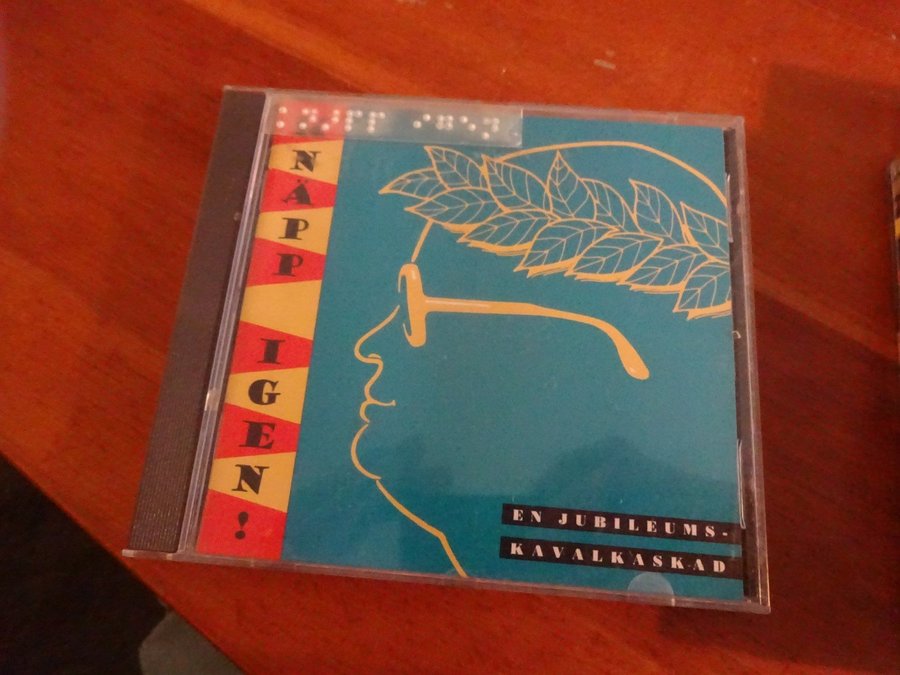 ⠅⠝⠜⠏⠏ ⠊⠛⠑⠝
NÄPP IGEN!
EN JUBILEUMS-
KAVALKASKAD